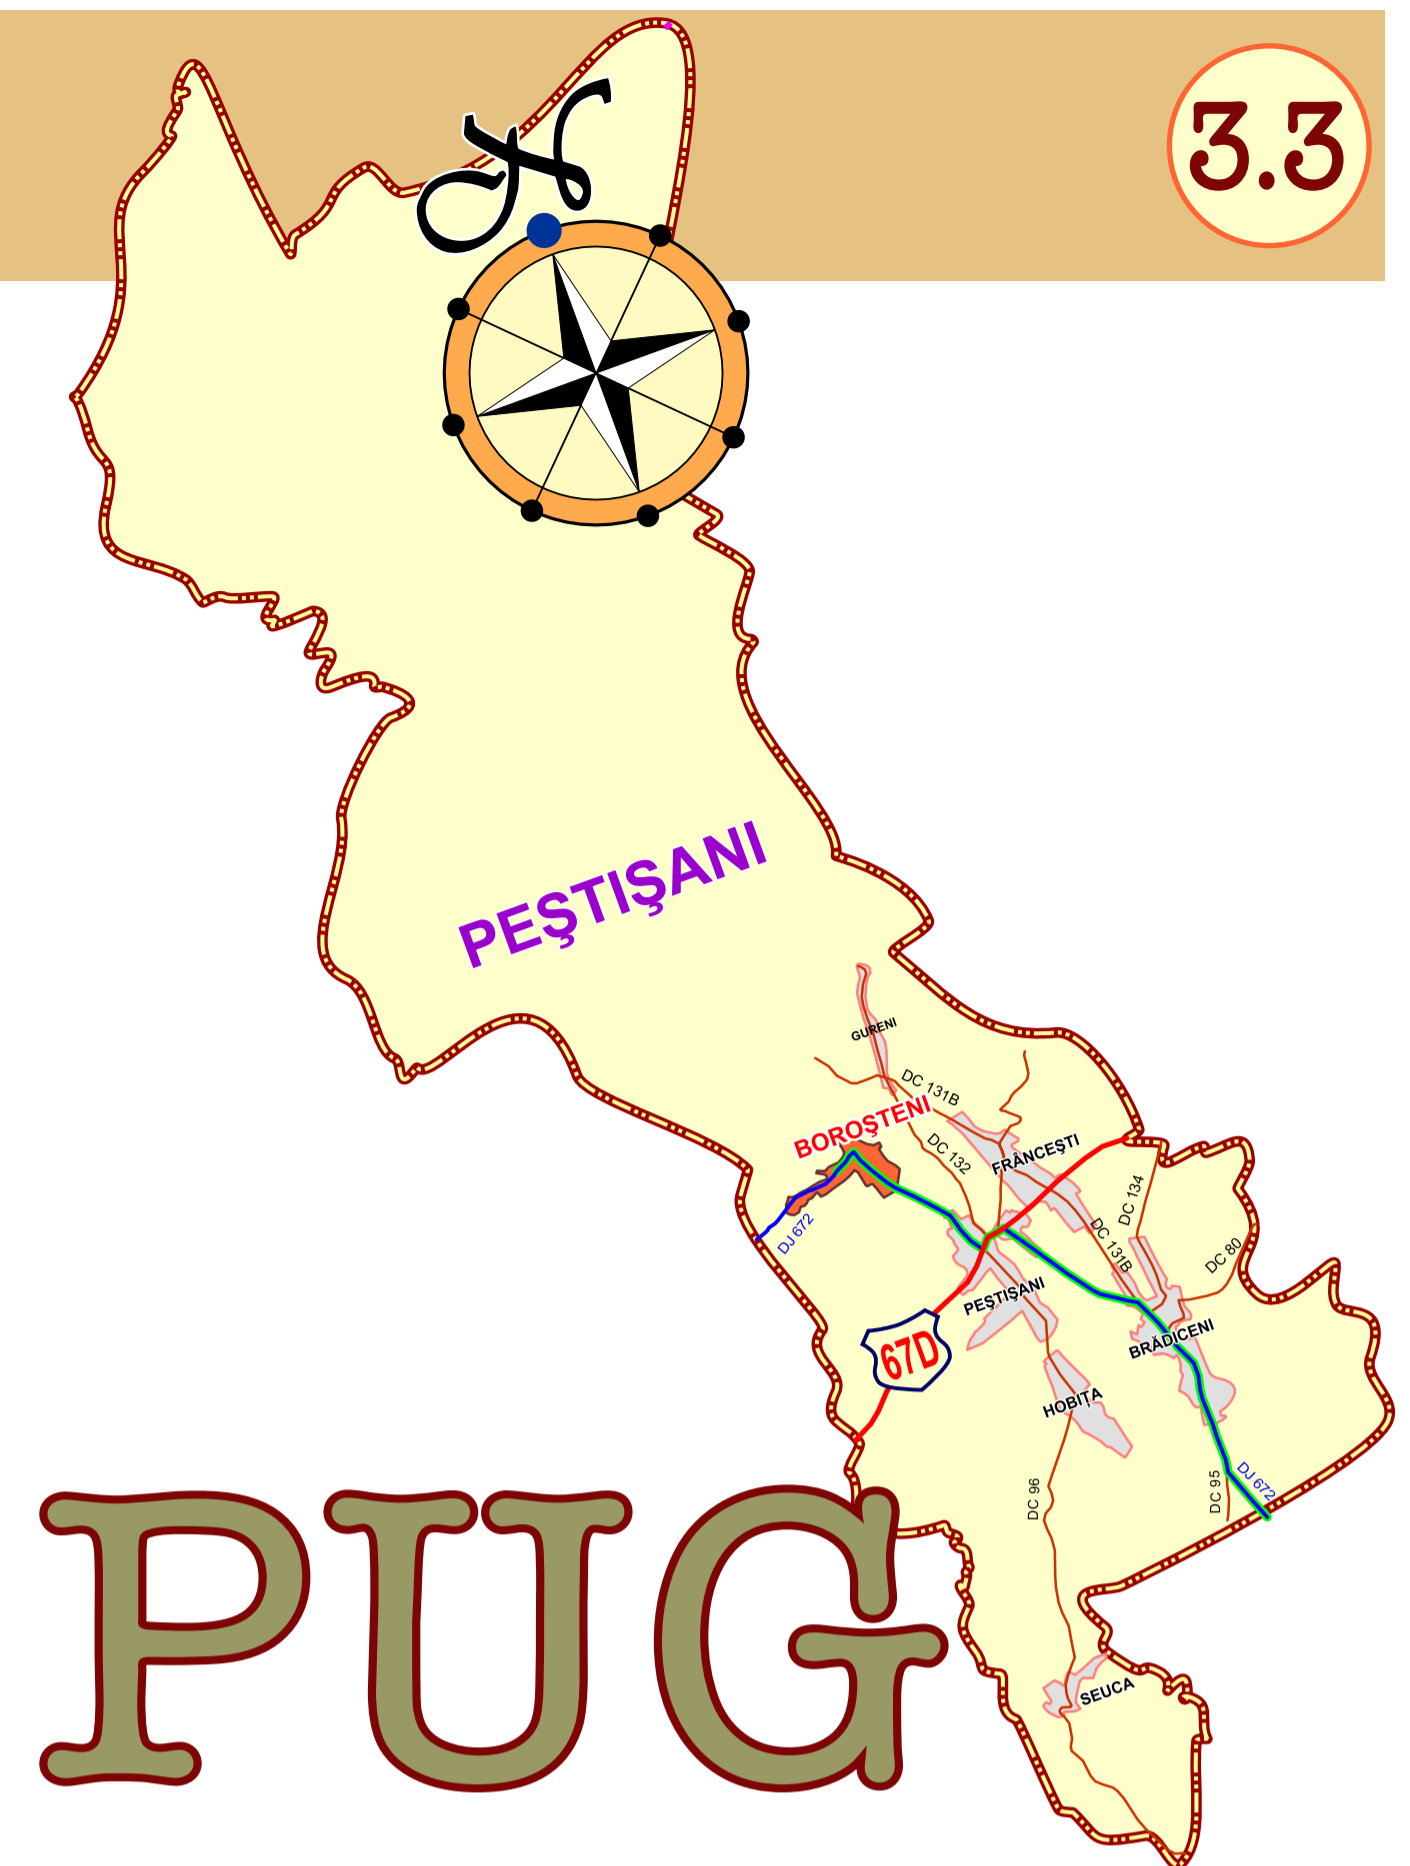 N
3.3
PEŞTIŞANI
GURENI
DC 131B
BOROŞTENI
DC 132
FRÂNCEŞTI
DC 134
DJ 672
DC 131B
DC 80
PEŞTIŞANI
BRĂDICENI
67D
HOBIŢA
DC 96
DC 95
DJ 672
PUG
SEUCA